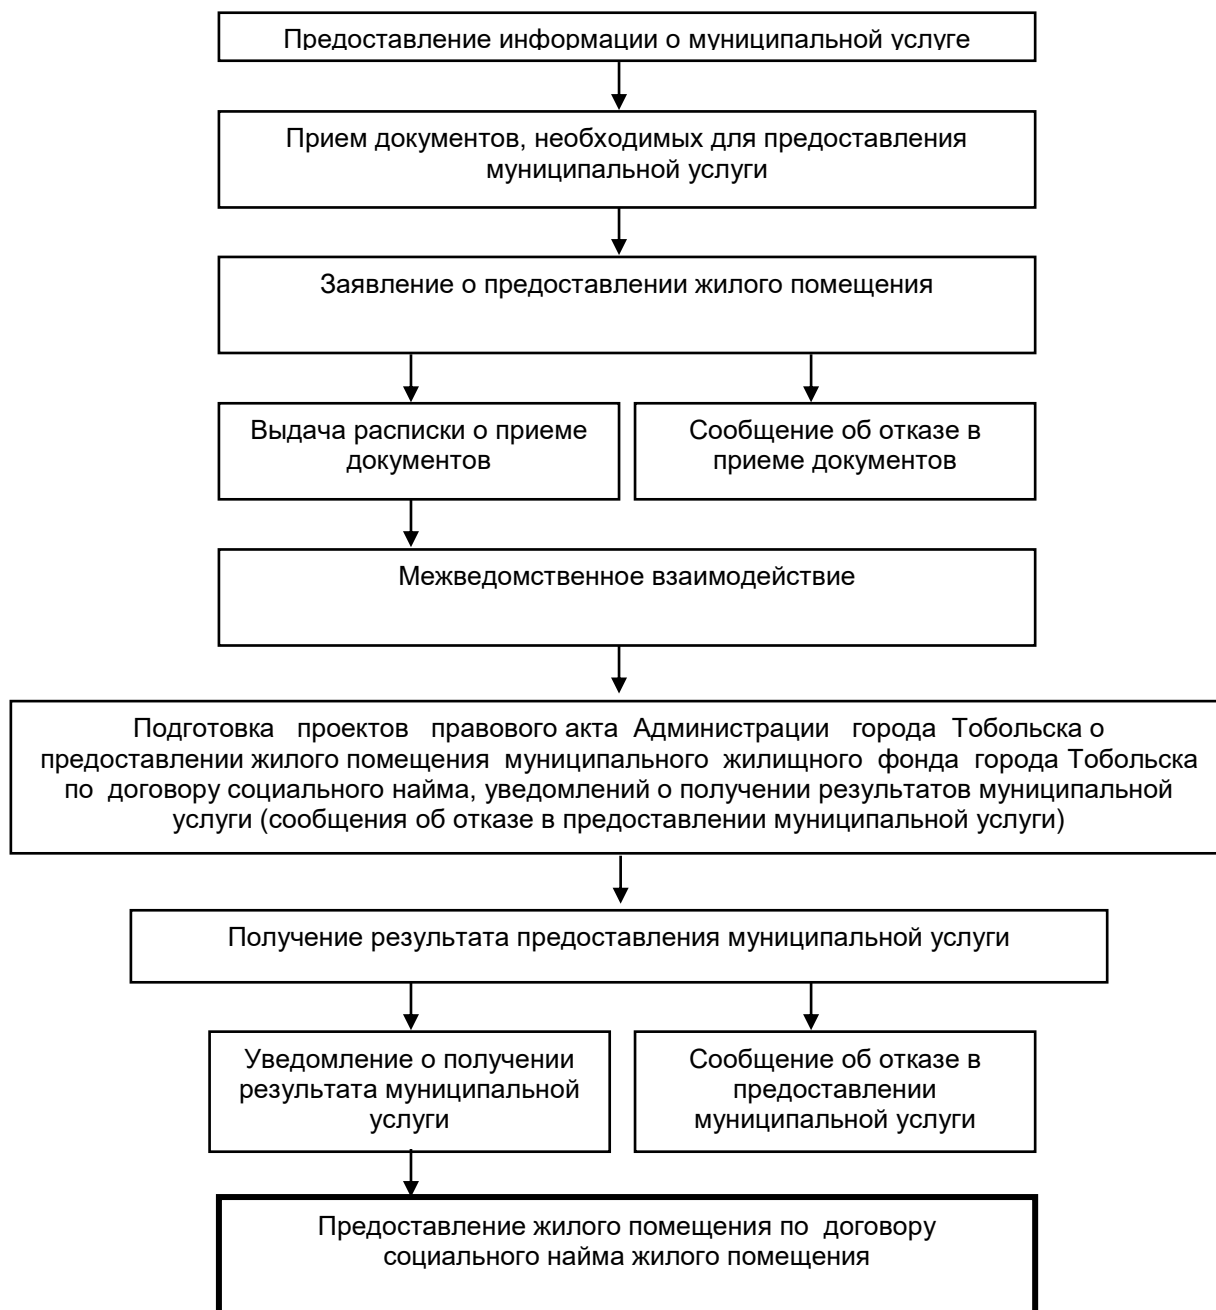 Предоставление информации о муниципальной услуге
Прием документов, необходимых для предоставления
муниципальной услуги
Заявление о предоставлении жилого помещения
Выдача расписки о приеме
документов
Сообщение об отказе в
приеме документов
Межведомственное взаимодействие
Подготовка проектов правового акта Администрации города Тобольска о
предоставлении жилого помещения муниципального жилищного фонда города Тобольска
по договору социального найма, уведомлений о получении результатов муниципальной
услуги (сообщения об отказе в предоставлении муниципальной услуги)
Получение результата предоставления муниципальной услуги
Уведомление о получении
результата муниципальной
услуги
Сообщение об отказе в
предоставлении
муниципальной услуги
Предоставление жилого помещения по договору
социального найма жилого помещения